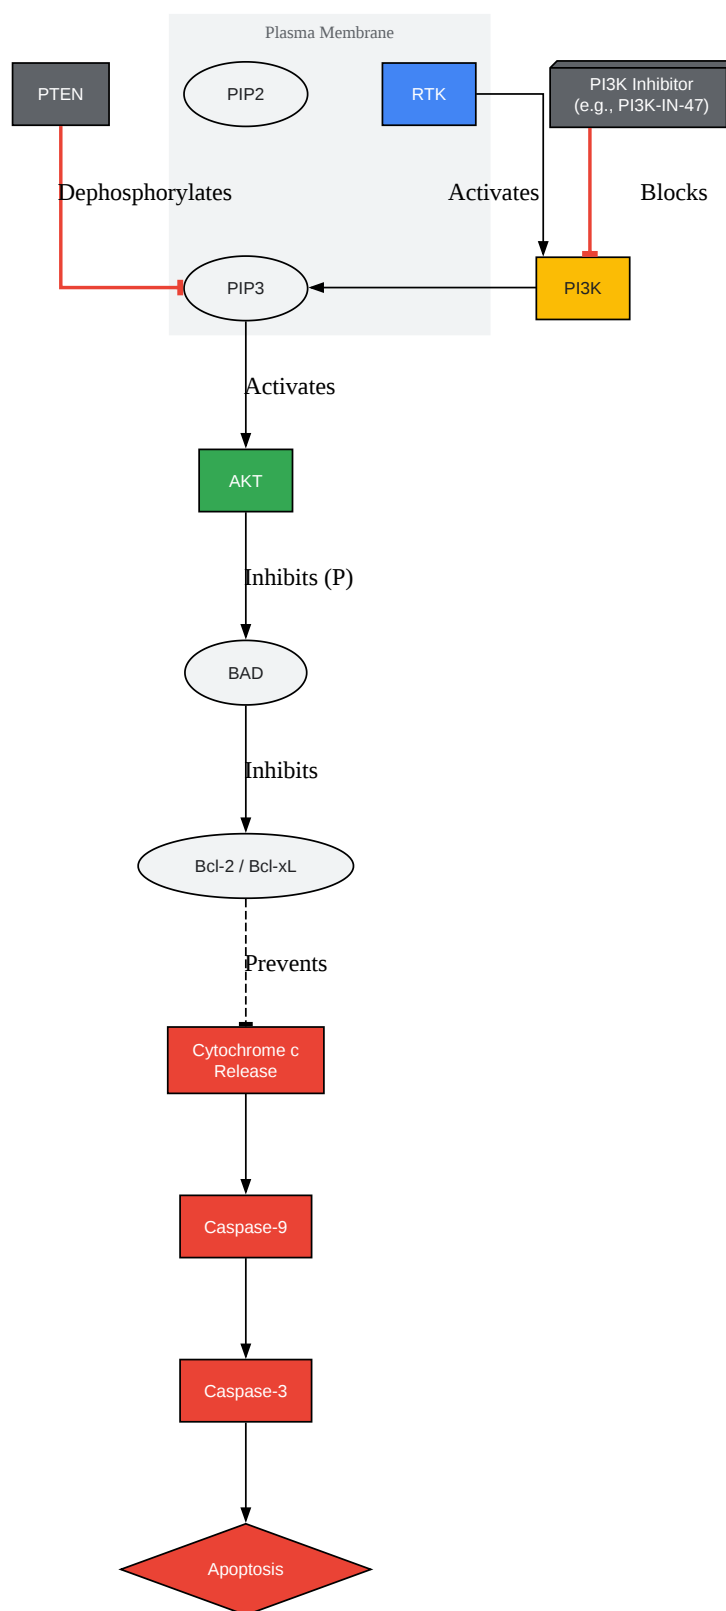 Plasma Membrane
PTEN
PIP2
RTK
PI3K Inhibitor
(e.g., PI3K-IN-47)
Dephosphorylates
Activates
Blocks
PIP3
PI3K
Activates
AKT
Inhibits (P)
BAD
Inhibits
Bcl-2 / Bcl-xL
Prevents
Cytochrome c
Release
Caspase-9
Caspase-3
Apoptosis